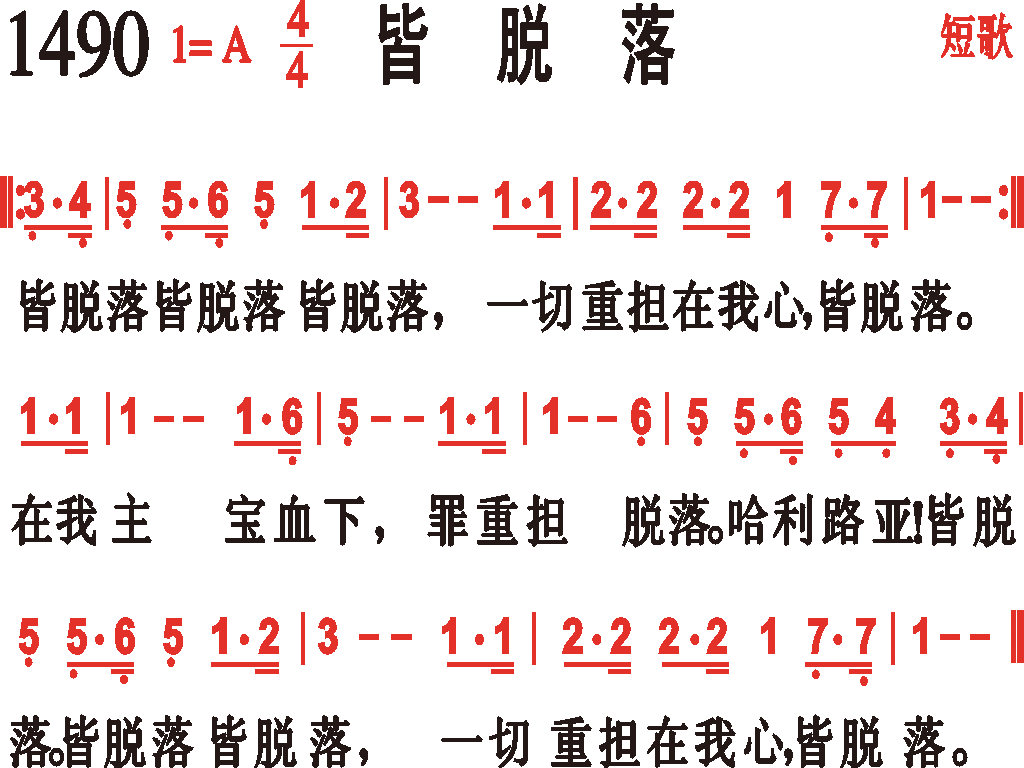 1490 1=A 4/4 皆 脱 落 短歌
3·4|5 5·6 5 1·2|3-- 1·1|2·2 2·2 1 7·7|1--
皆脱落皆脱落 皆脱落， 一切重担在我心，皆脱落。
1·1|1-- 1·6|5-- 1·1|1--6|5 5·6 5 4 3·4|
在我主 宝血下， 罪重担 脱落。哈利路亚！皆脱
5 5·6 5 1·2|3 -- 1·1|2·2 2·2 1 7·7|1--
落。皆脱落 皆脱落， 一切重担在我心，皆脱落。